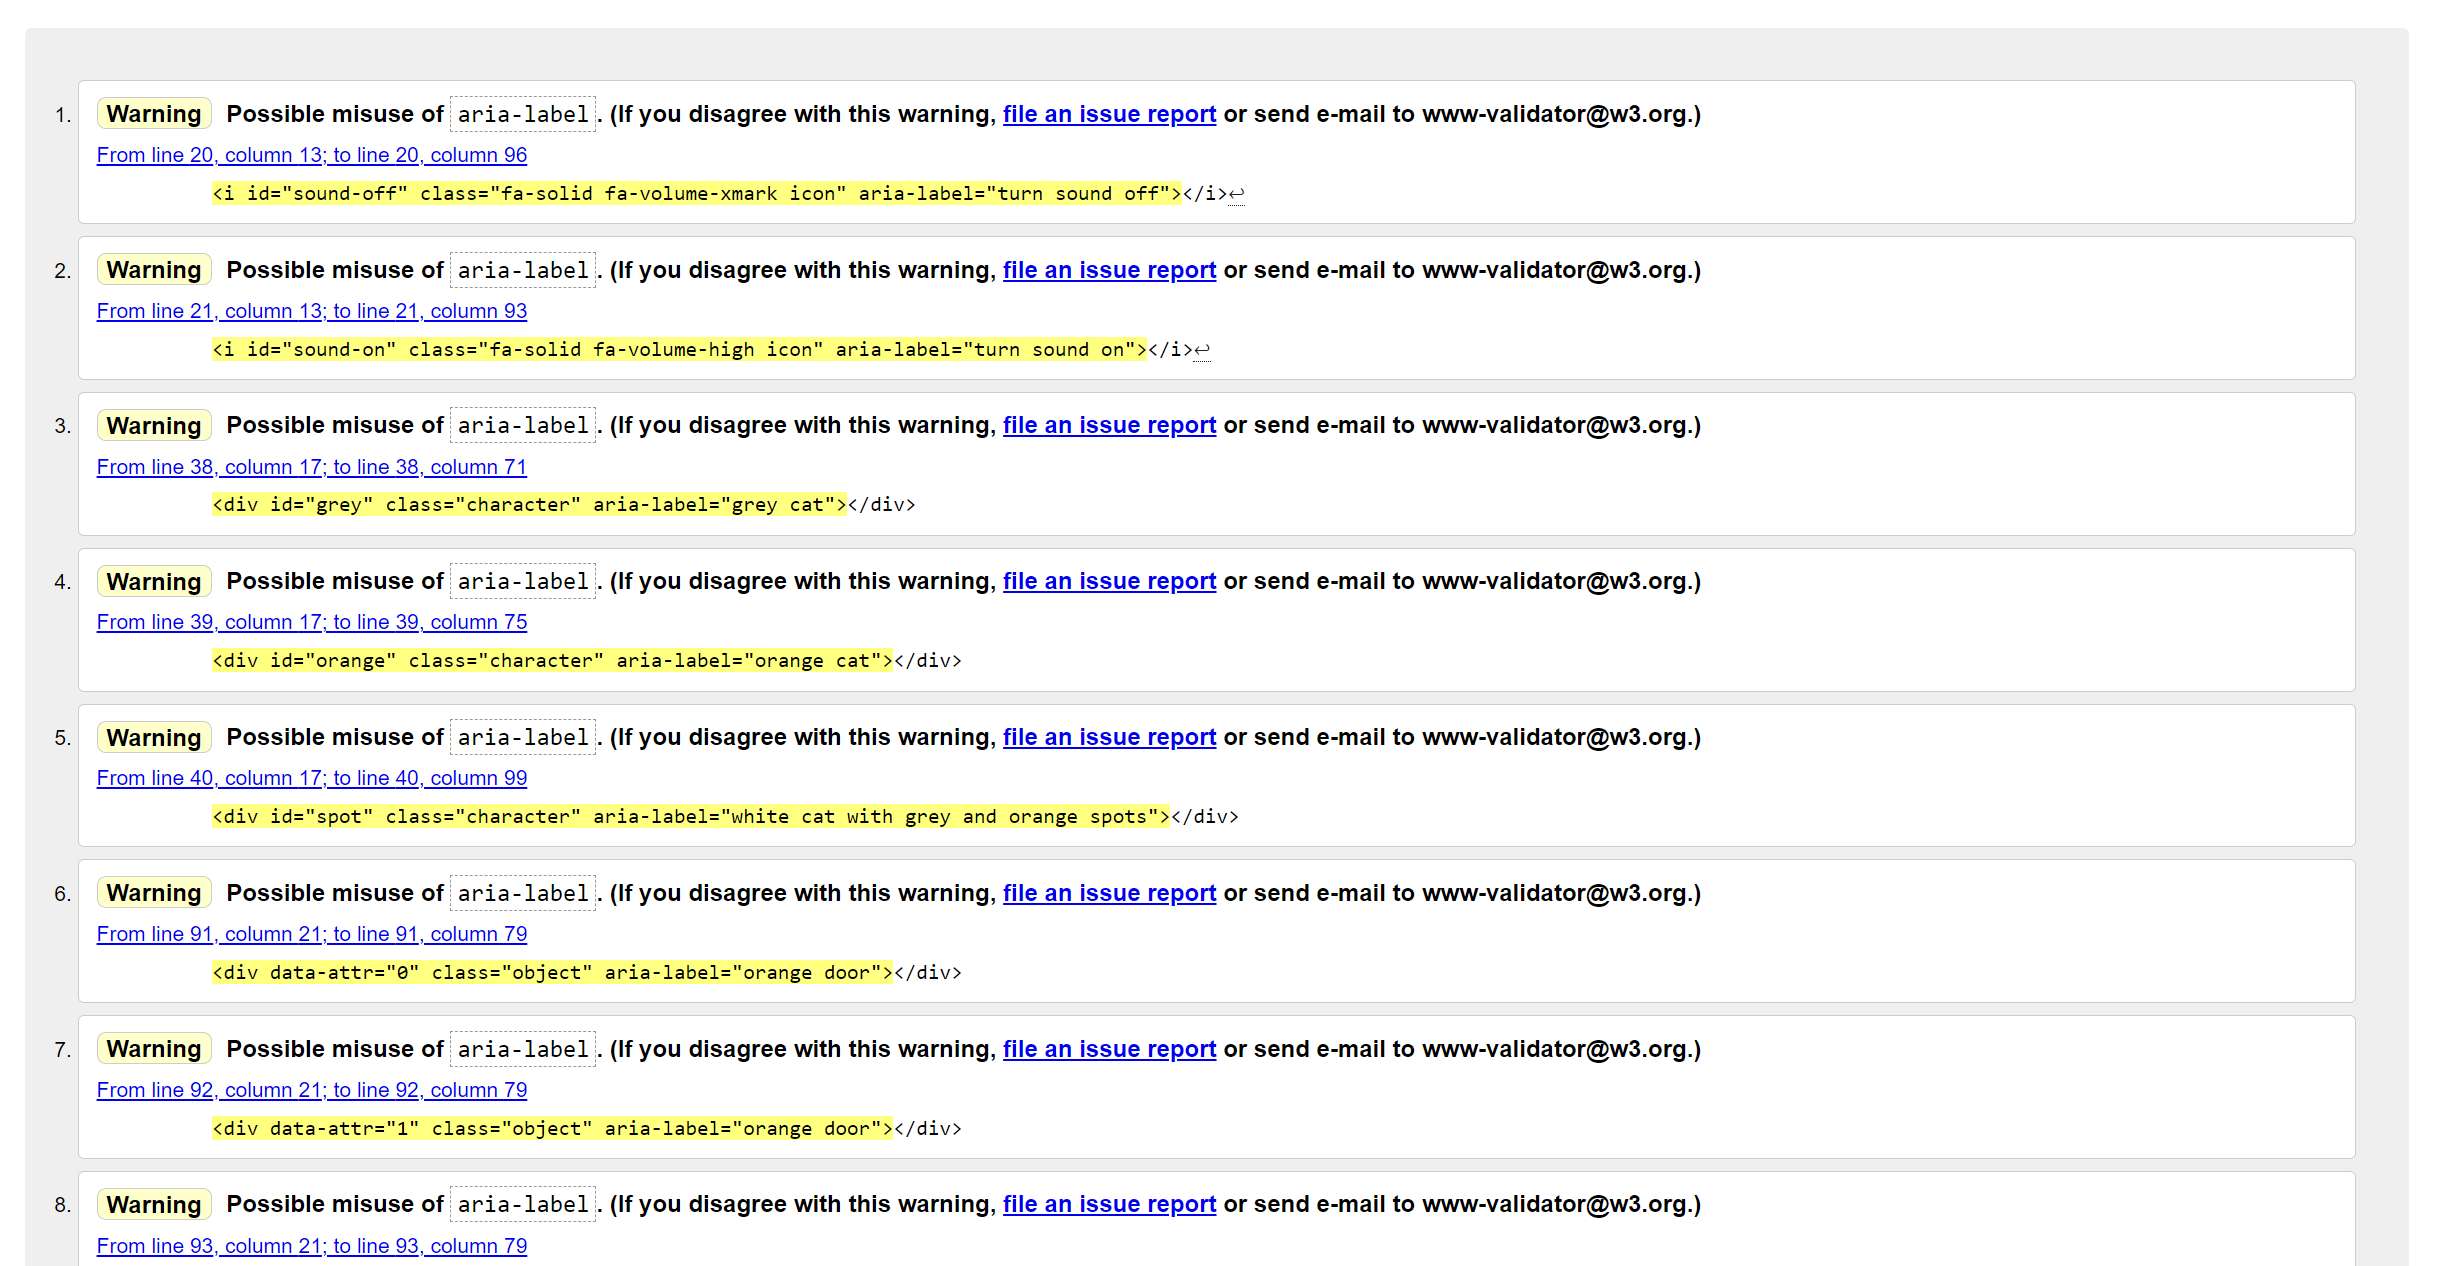 1. Warning Possible misuse of aria-label. (If you disagree with this warning, file an issue report or send e-mail to www-validator@w3.org.)
From line 20, column 13; to line 20, column 96
<i id="sound-off" class="fa-solid fa-volume-xmark icon" aria-label="turn sound off"></i>↩
2. Warning Possible misuse of aria-label. (If you disagree with this warning, file an issue report or send e-mail to www-validator@w3.org.)
From line 21, column 13; to line 21, column 93
<i id="sound-on" class="fa-solid fa-volume-high icon" aria-label="turn sound on"></i>↩
3. Warning Possible misuse of aria-label. (If you disagree with this warning, file an issue report or send e-mail to www-validator@w3.org.)
From line 38, column 17; to line 38, column 71
<div id="grey" class="character" aria-label="grey cat"></div>
4. Warning Possible misuse of aria-label. (If you disagree with this warning, file an issue report or send e-mail to www-validator@w3.org.)
From line 39, column 17; to line 39, column 75
<div id="orange" class="character" aria-label="orange cat"></div>
5. Warning Possible misuse of aria-label. (If you disagree with this warning, file an issue report or send e-mail to www-validator@w3.org.)
From line 40, column 17; to line 40, column 99
<div id="spot" class="character" aria-label="white cat with grey and orange spots"></div>
6. Warning Possible misuse of aria-label. (If you disagree with this warning, file an issue report or send e-mail to www-validator@w3.org.)
From line 91, column 21; to line 91, column 79
<div data-attr="0" class="object" aria-label="orange door"></div>
7. Warning Possible misuse of aria-label. (If you disagree with this warning, file an issue report or send e-mail to www-validator@w3.org.)
From line 92, column 21; to line 92, column 79
<div data-attr="1" class="object" aria-label="orange door"></div>
8. Warning Possible misuse of aria-label. (If you disagree with this warning, file an issue report or send e-mail to www-validator@w3.org.)
From line 93, column 21; to line 93, column 79